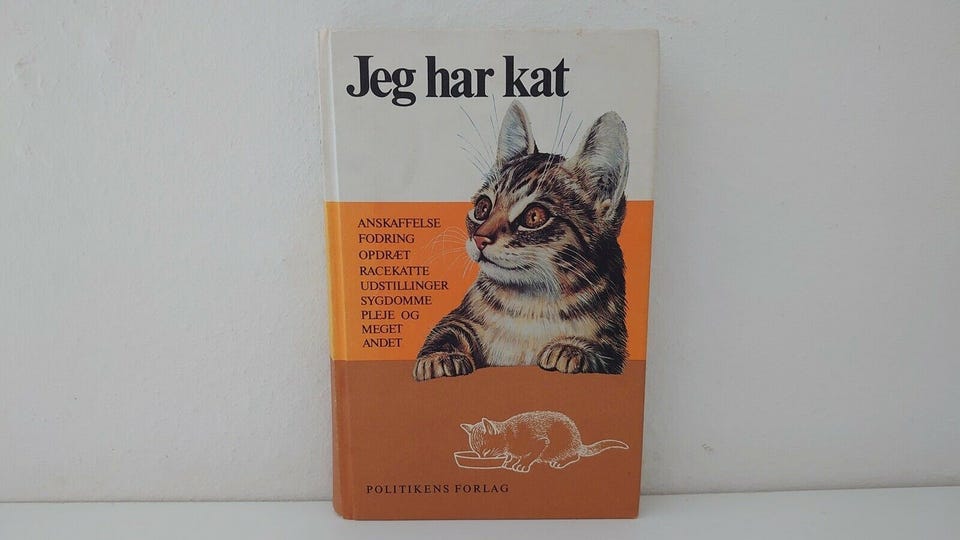 Jeg har kat
ANSKAFFELSE
FODRING
OPDRÆT
RACEKATTE
UDSTILLINGER
SYGDOMME
PLEJE OG
MEGET
ANDET
POLITIKENS FORLAG